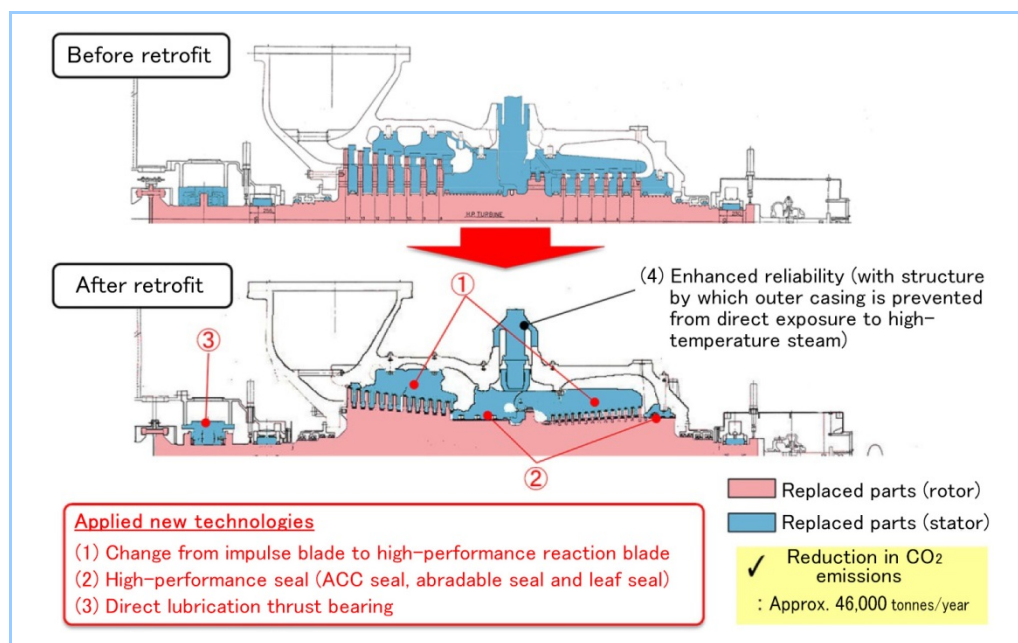 Before retrofit
H.P. TURBINE
After retrofit
①
(4) Enhanced reliability (with structure
by which outer casing is prevented
from direct exposure to high-
temperature steam)
③
②
Replaced parts (rotor)
Replaced parts (stator)
Applied new technologies
(1) Change from impulse blade to high-performance reaction blade
(2) High-performance seal (ACC seal, abradable seal and leaf seal)
(3) Direct lubrication thrust bearing
✓ Reduction in CO₂
emissions
: Approx. 46,000 tonnes/year